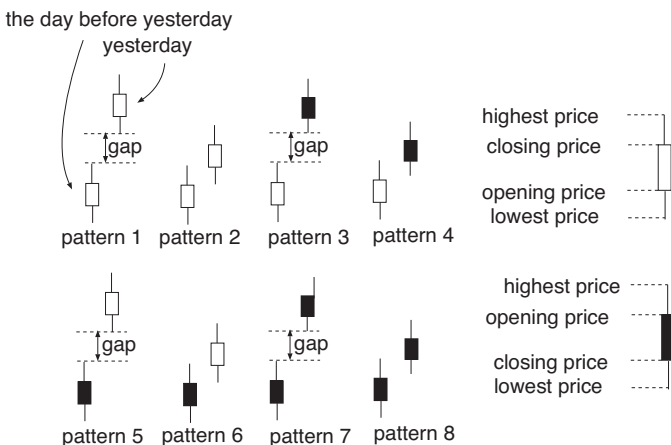 the day before yesterday
yesterday
gap
gap
pattern 1
pattern 2
pattern 3
pattern 4
highest price
closing price
opening price
lowest price
gap
gap
pattern 5
pattern 6
pattern 7
pattern 8
highest price
opening price
closing price
lowest price